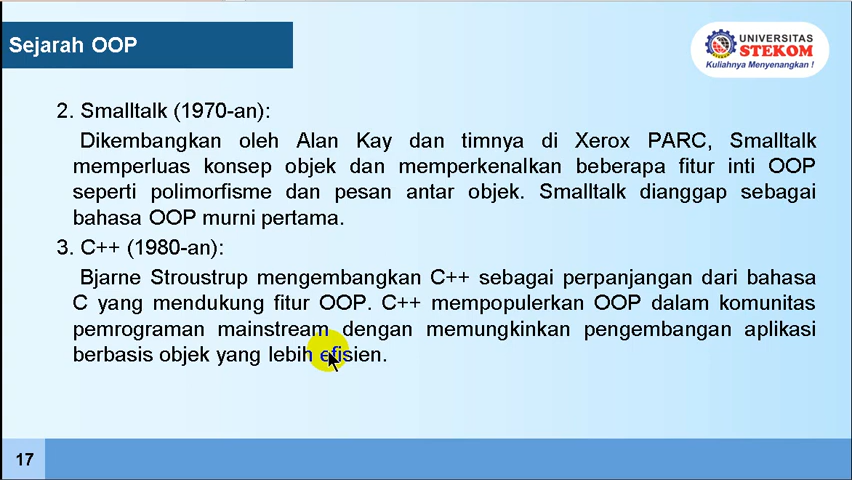 Sejarah OOP
UNIVERSITAS
STEKOM
Kuliahnya Menyenangkan !
2. Smalltalk (1970-an):
Dikembangkan oleh Alan Kay dan timnya di Xerox PARC, Smalltalk
memperluas konsep objek dan memperkenalkan beberapa fitur inti OOP
seperti polimorfisme dan pesan antar objek. Smalltalk dianggap sebagai
bahasa OOP murni pertama.
3. C++ (1980-an):
Bjarne Stroustrup mengembangkan C++ sebagai perpanjangan dari bahasa
C yang mendukung fitur OOP. C++ mempopulerkan OOP dalam komunitas
pemrograman mainstream dengan memungkinkan pengembangan aplikasi
berbasis objek yang lebih efisien.
17